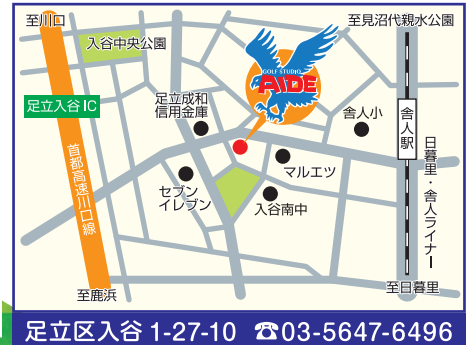 至川口
至見沼代親水公園
入谷中央公園
GOLF STUDIO
AIDE
足立入谷IC
足立成和
信用金庫
舎人小
舎人駅
首都高速川口線
マルエツ
日暮里・舎人ライナー
セブン
イレブン
入谷南中
至鹿浜
至日暮里
足立区入谷 1-27-10 ☎03-5647-6496